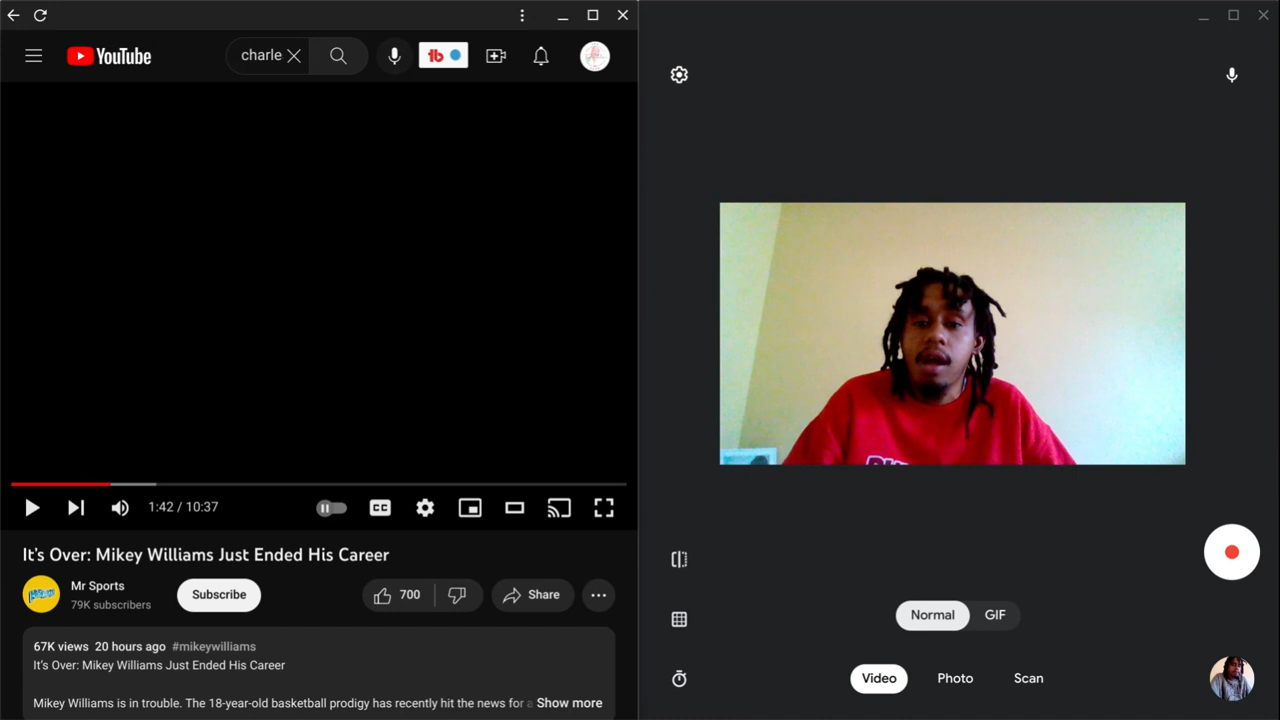 YouTube
charle
1:42 / 10:37
CC
It's Over: Mikey Williams Just Ended His Career
Mr Sports
79K subscribers
Subscribe
700
Share
67K views 20 hours ago #mikeywilliams
It's Over: Mikey Williams Just Ended His Career
Mikey Williams is in trouble. The 18-year-old basketball prodigy has recently hit the news for a Show more
Normal
GIF
Video
Photo
Scan